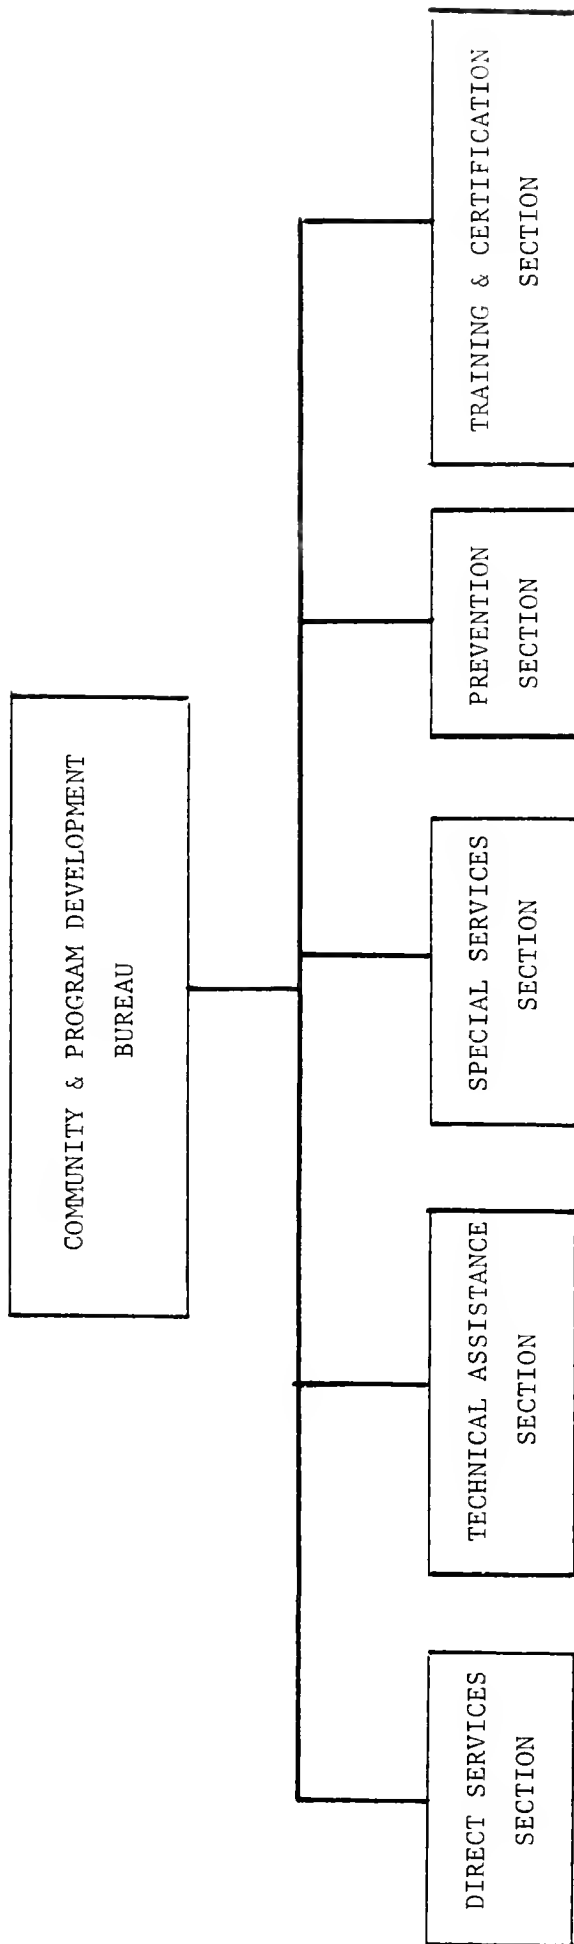 COMMUNITY & PROGRAM DEVELOPMENT
BUREAU
DIRECT SERVICES
SECTION
TECHNICAL ASSISTANCE
SECTION
SPECIAL SERVICES
SECTION
PREVENTION
SECTION
TRAINING & CERTIFICATION
SECTION